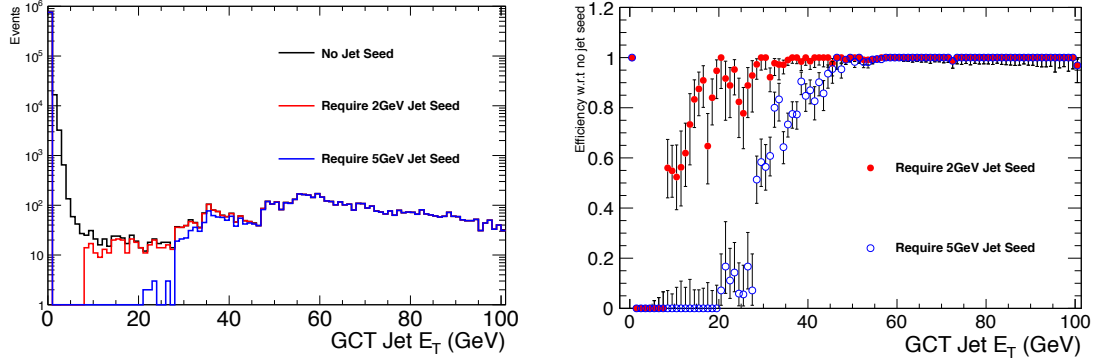 Events
10^6
10^5
10^4
10^3
10^2
10
1
No Jet Seed
Require 2GeV Jet Seed
Require 5GeV Jet Seed
0 20 40 60 80 100
GCT Jet E_T (GeV)
Efficiency w.r.t no jet seed
1.2
1
0.8
0.6
0.4
0.2
0
Require 2GeV Jet Seed
Require 5GeV Jet Seed
0 20 40 60 80 100
GCT Jet E_T (GeV)